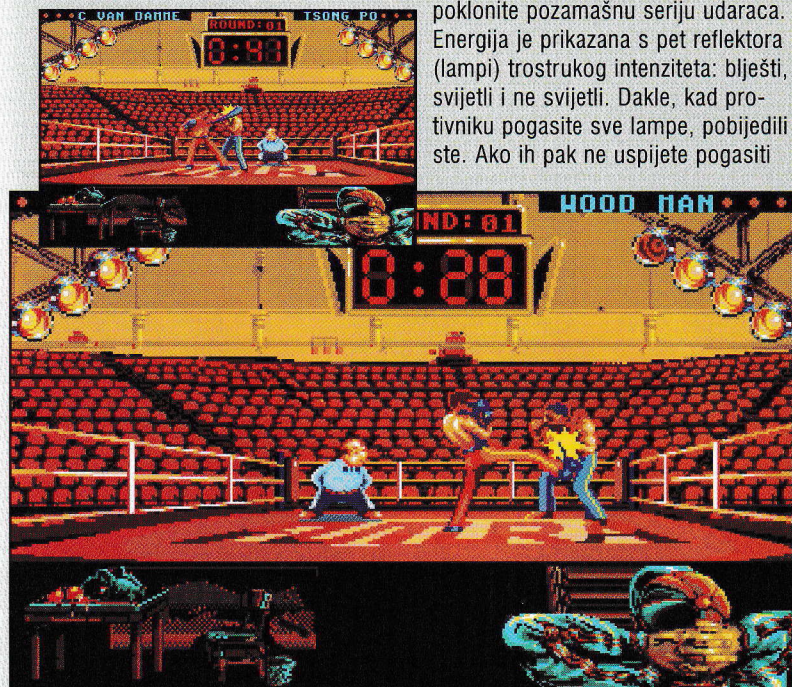 C VAN DAMME
TSONG PO
ROUND:01
0:41
poklonite pozamašnu seriju udaraca.
Energija je prikazana s pet reflektora
(lampi) trostrukog intenziteta: blješti,
svijetli i ne svijetli. Dakle, kad pro-
tivniku pogasite sve lampe, pobijedili
ste. Ako ih pak ne uspijete pogasiti
ND:01
WOOD MAN
0:28